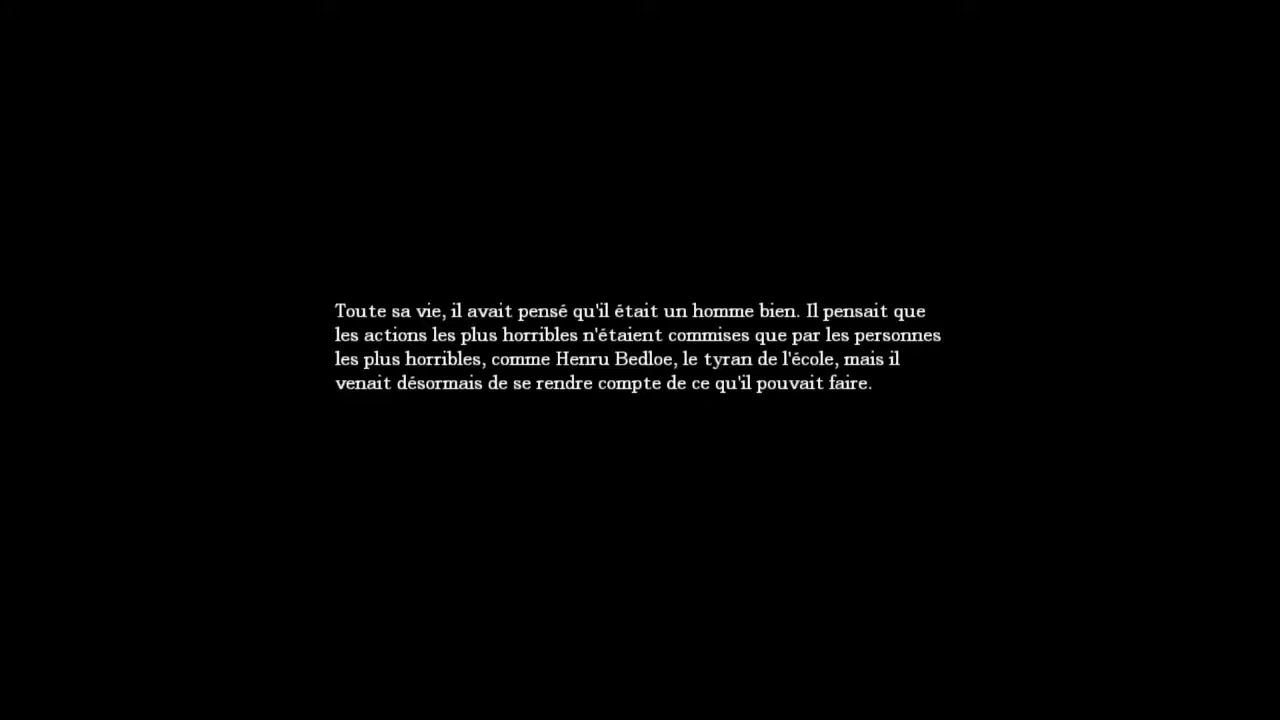 Toute sa vie, il avait pensé qu'il était un homme bien. Il pensait que
les actions les plus horribles n'étaient commises que par les personnes
les plus horribles, comme Henru Bedloe, le tyran de l'école, mais il
venait désormais de se rendre compte de ce qu'il pouvait faire.